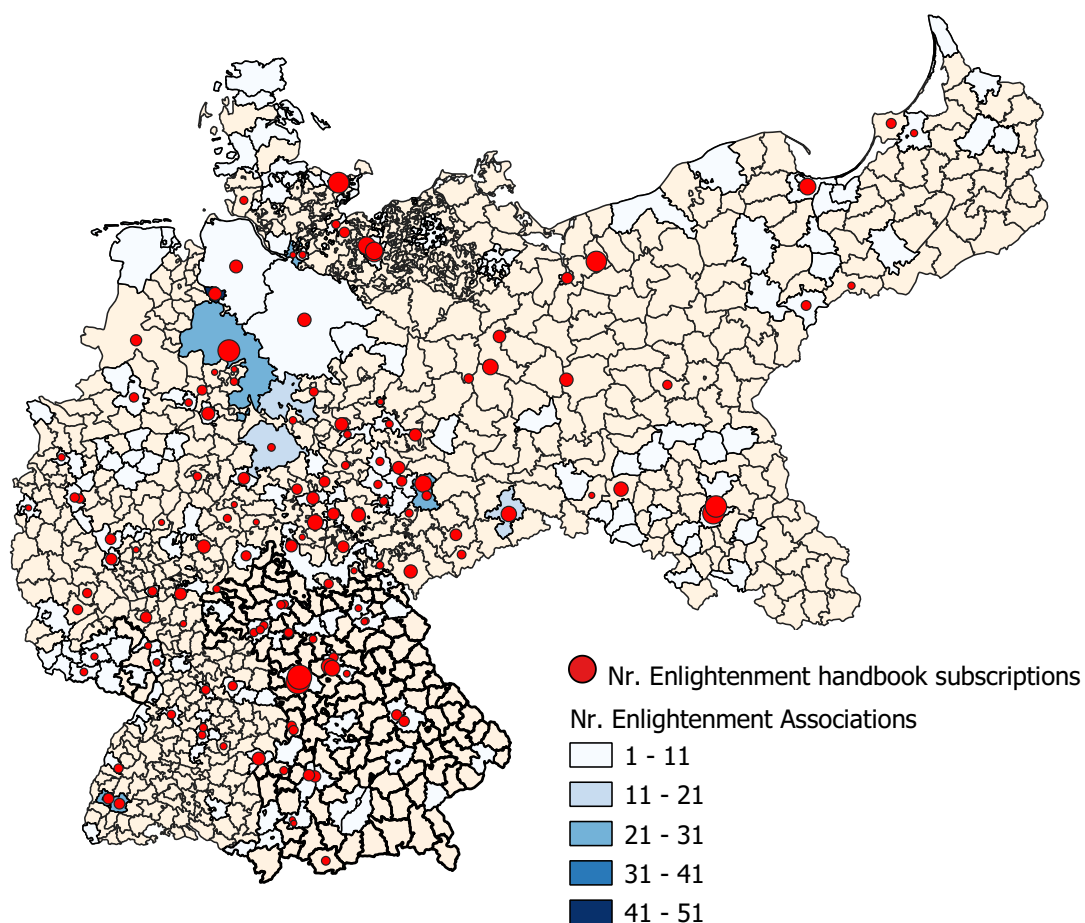 Nr. Enlightenment handbook subscriptions
Nr. Enlightenment Associations
1 - 11
11 - 21
21 - 31
31 - 41
41 - 51